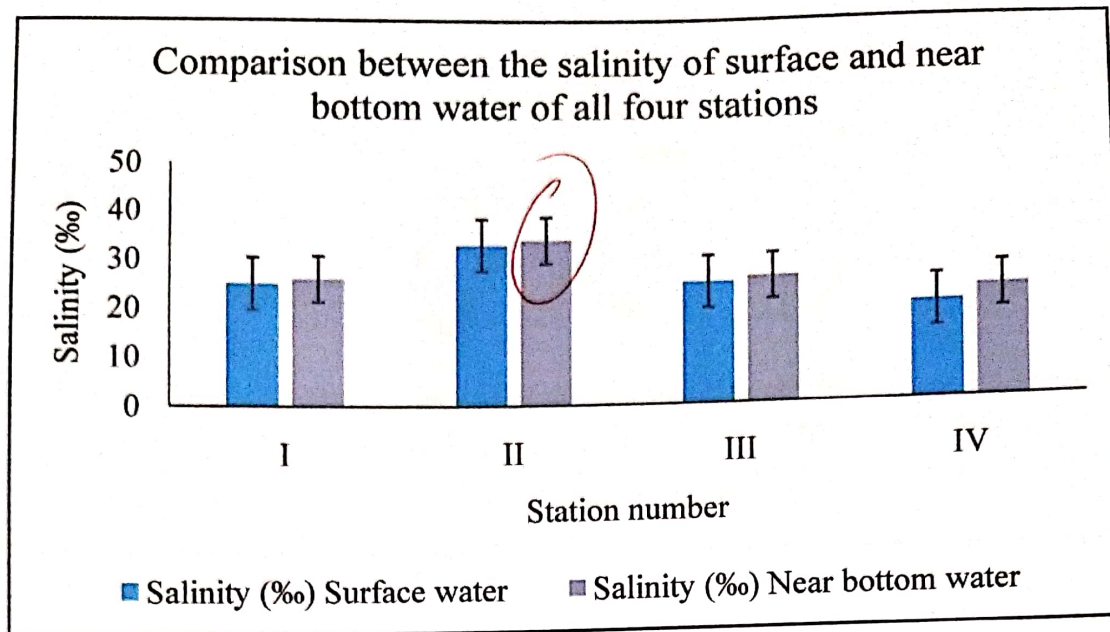 Comparison between the salinity of surface and near
bottom water of all four stations
Salinity (‰)
50
40
30
20
10
0
I
II
III
IV
Station number
Salinity (‰) Surface water
Salinity (‰) Near bottom water